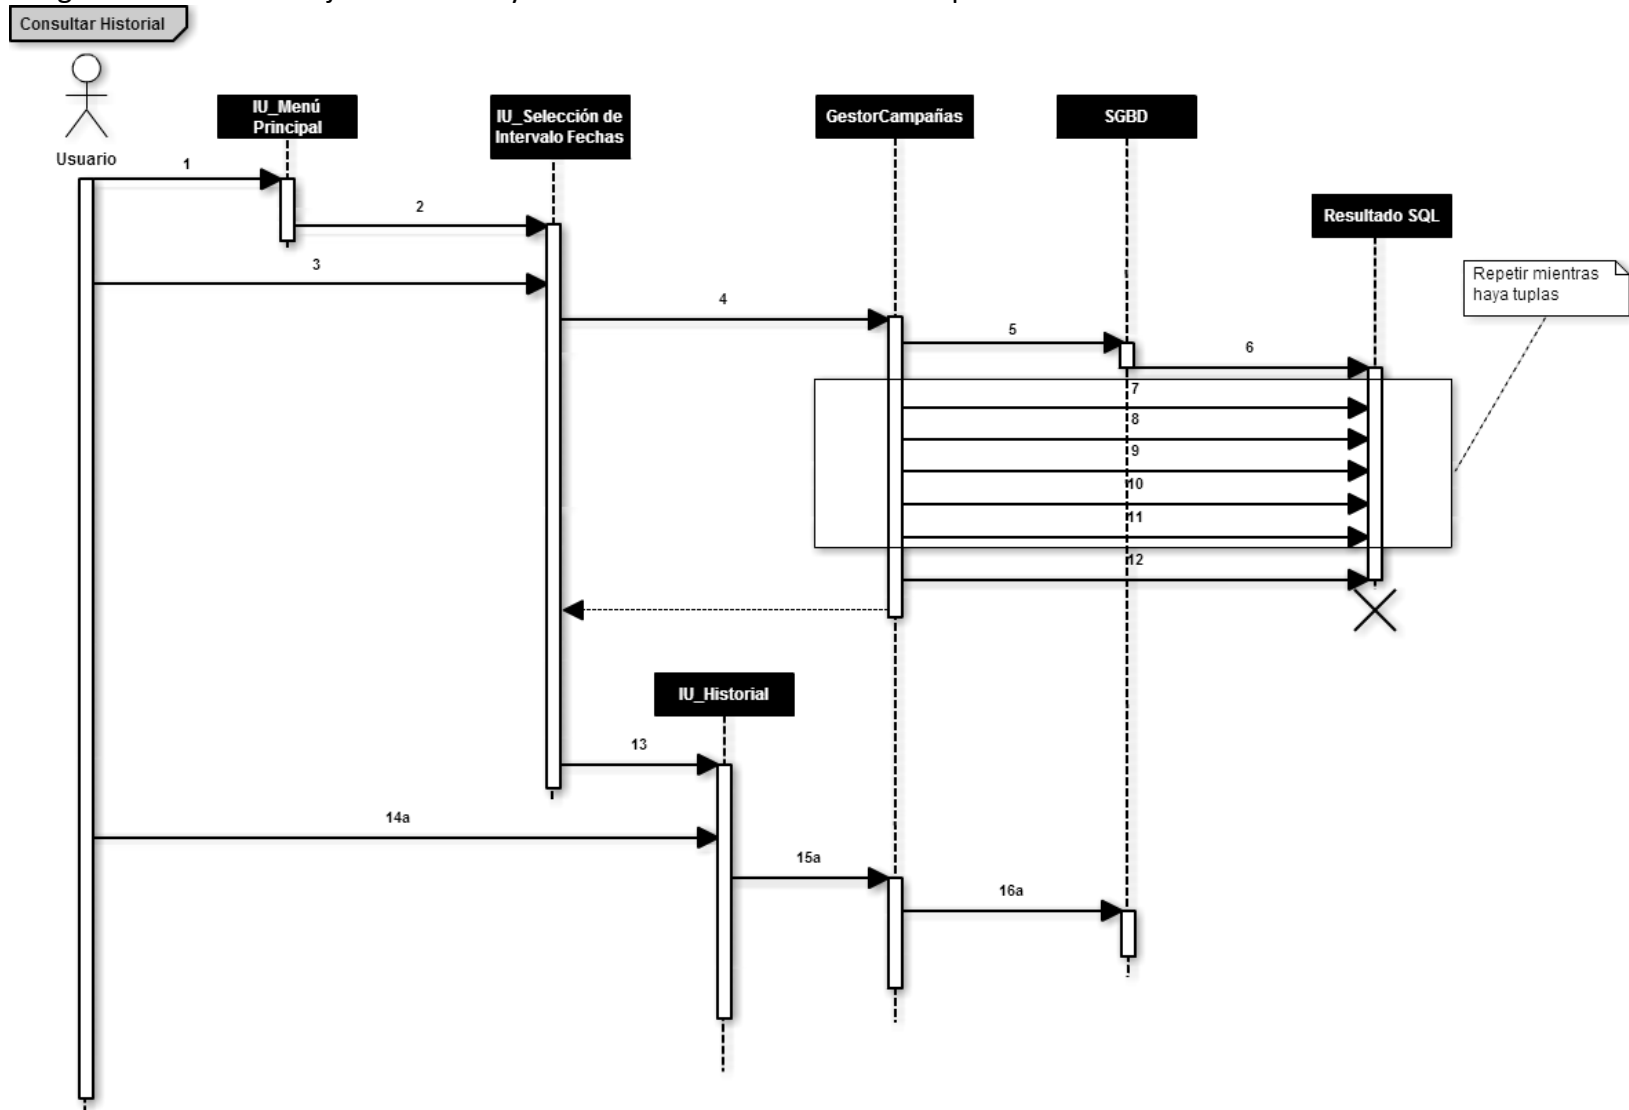 Consultar Historial
Usuario
IU_Menú
Principal
IU_Selección de
Intervalo Fechas
GestorCampañas
SGBD
Resultado SQL
Repetir mientras
haya tuplas
1
2
3
4
5
6
7
8
9
10
11
12
IU_Historial
13
14a
15a
16a